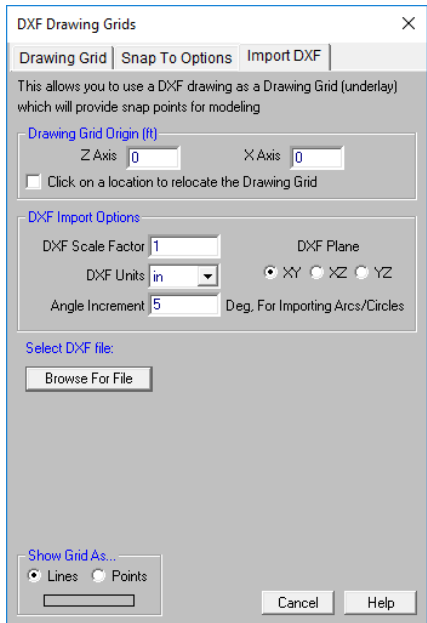 DXF Drawing Grids
Drawing Grid Snap To Options Import DXF
This allows you to use a DXF drawing as a Drawing Grid (underlay)
which will provide snap points for modeling
Drawing Grid Origin (ft)
Z Axis 0 X Axis 0
Click on a location to relocate the Drawing Grid
DXF Import Options
DXF Scale Factor 1 DXF Plane
DXF Units in XY XZ YZ
Angle Increment 5 Deg, For Importing Arcs/Circles
Select DXF file:
Browse For File
Show Grid As...
Lines Points
Cancel Help